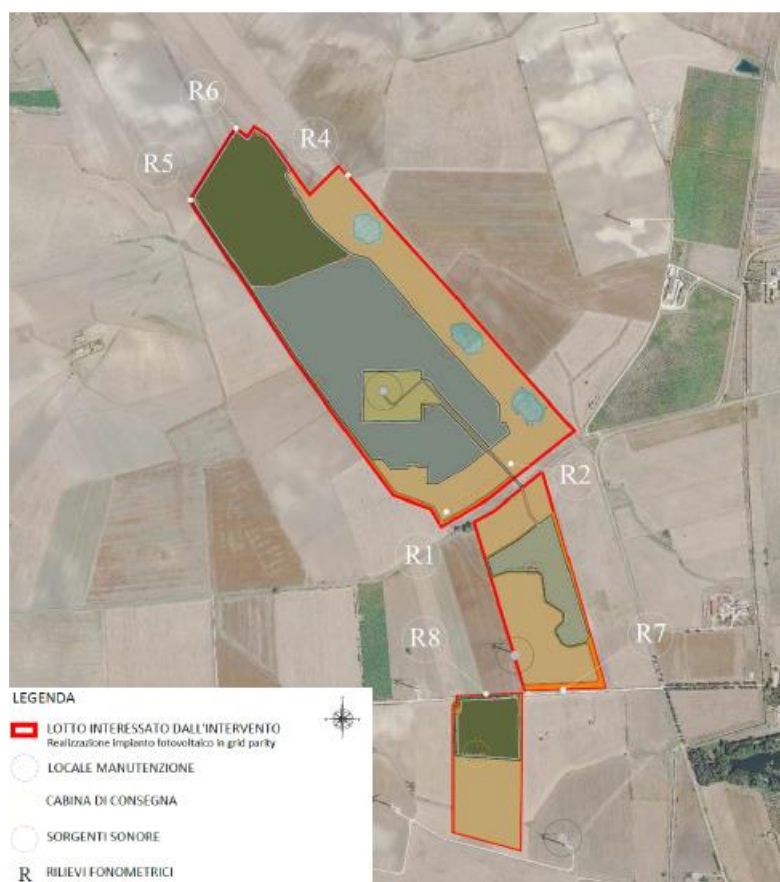 R6
R4
R5
R2
R1
R8
R7
LEGENDA
LOTTO INTERESSATO DALL'INTERVENTO
Realizzazione impianto fotovoltaico in grid parity
LOCALE MANUTENZIONE
CABINA DI CONSEGNA
SORGENTI SONORE
R RILIEVI FONOMETRICI